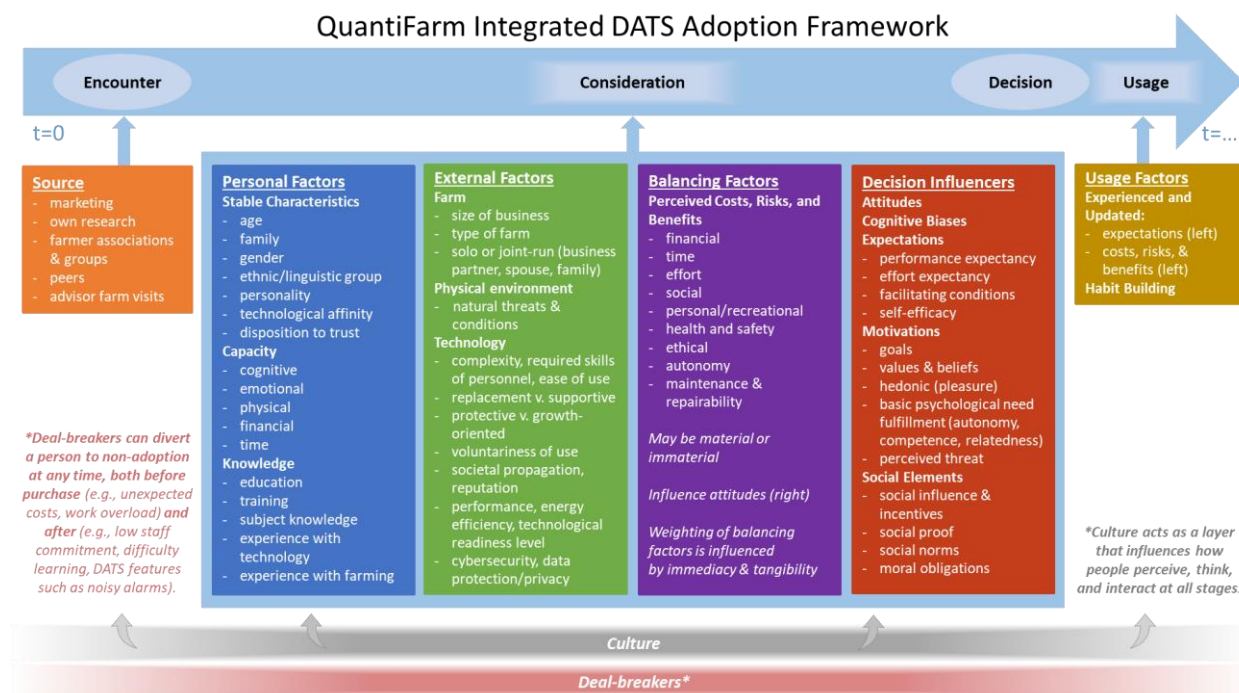 QuantiFarm Integrated DATS Adoption Framework
Encounter
Consideration
Decision
Usage
t=0
t=...
Source
- marketing
- own research
- farmer associations
& groups
- peers
- advisor farm visits
Personal Factors
Stable Characteristics
- age
- family
- gender
- ethnic/linguistic group
- personality
- technological affinity
- disposition to trust
Capacity
- cognitive
- emotional
- physical
- financial
- time
Knowledge
- education
- training
- subject knowledge
- experience with
technology
- experience with farming
External Factors
Farm
- size of business
- type of farm
- solo or joint-run (business
partner, spouse, family)
Physical environment
- natural threats &
conditions
Technology
- complexity, required skills
of personnel, ease of use
- replacement v. supportive
- protective v. growth-
oriented
- voluntariness of use
- societal propagation,
reputation
- performance, energy
efficiency, technological
readiness level
- cybersecurity, data
protection/privacy
Balancing Factors
Perceived Costs, Risks, and
Benefits
- financial
- time
- effort
- social
- personal/recreational
- health and safety
- ethical
- autonomy
- maintenance &
repairability
May be material or
immaterial
Influence attitudes (right)
Weighting of balancing
factors is influenced
by immediacy & tangibility
Decision Influencers
Attitudes
Cognitive Biases
Expectations
- performance expectancy
- effort expectancy
- facilitating conditions
- self-efficacy
Motivations
- goals
- values & beliefs
- hedonic (pleasure)
- basic psychological need
fulfillment (autonomy,
competence, relatedness)
- perceived threat
Social Elements
- social influence &
incentives
- social proof
- social norms
- moral obligations
Usage Factors
Experienced and
Updated:
- expectations (left)
- costs, risks, &
benefits (left)
Habit Building
*Deal-breakers can divert
a person to non-adoption
at any time, both before
purchase (e.g., unexpected
costs, work overload) and
after (e.g., low staff
commitment, difficulty
learning, DATS features
such as noisy alarms).
*Culture acts as a layer
that influences how
people perceive, think,
and interact at all stages.
Culture
Deal-breakers*